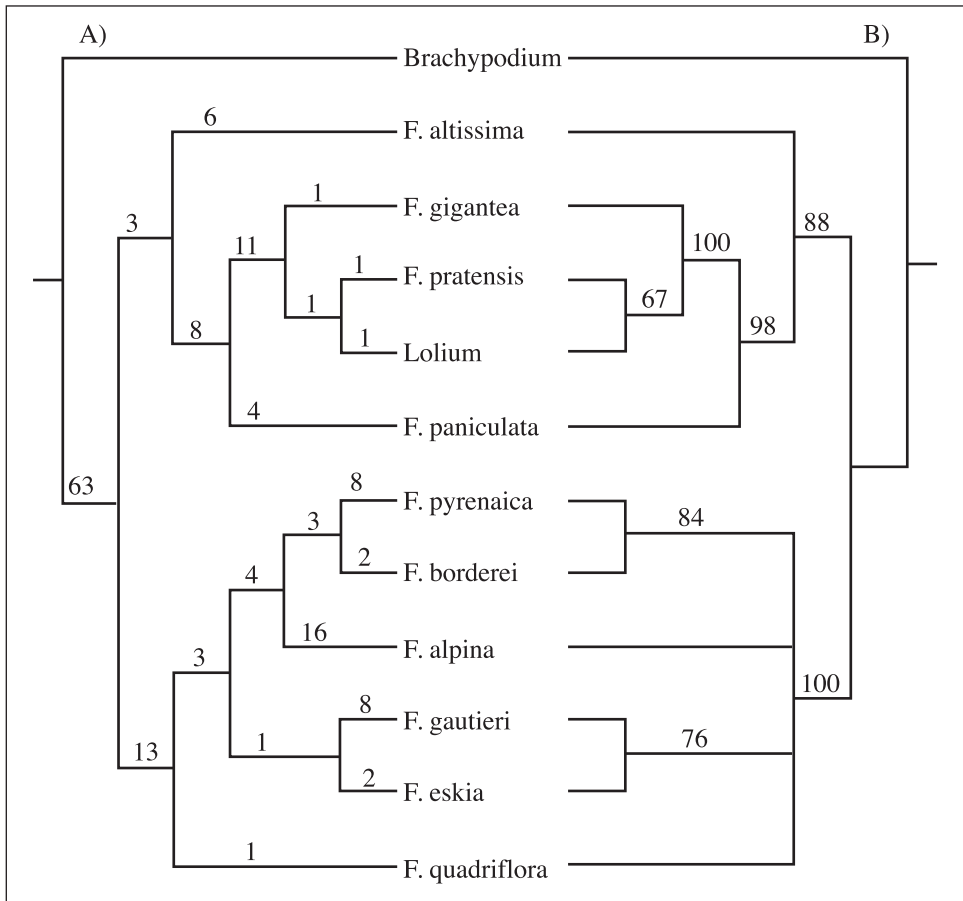 A) B)
Brachypodium
6 F. altissima
1 F. gigantea
3 88
11 100
1 F. pratensis
1 67
8 98
1 Lolium
4 F. paniculata
63
8 F. pyrenaica
3 84
2 F. borderei
4
16 F. alpina
3
100
8 F. gautieri
1 76
13
2 F. eskia
1 F. quadriflora